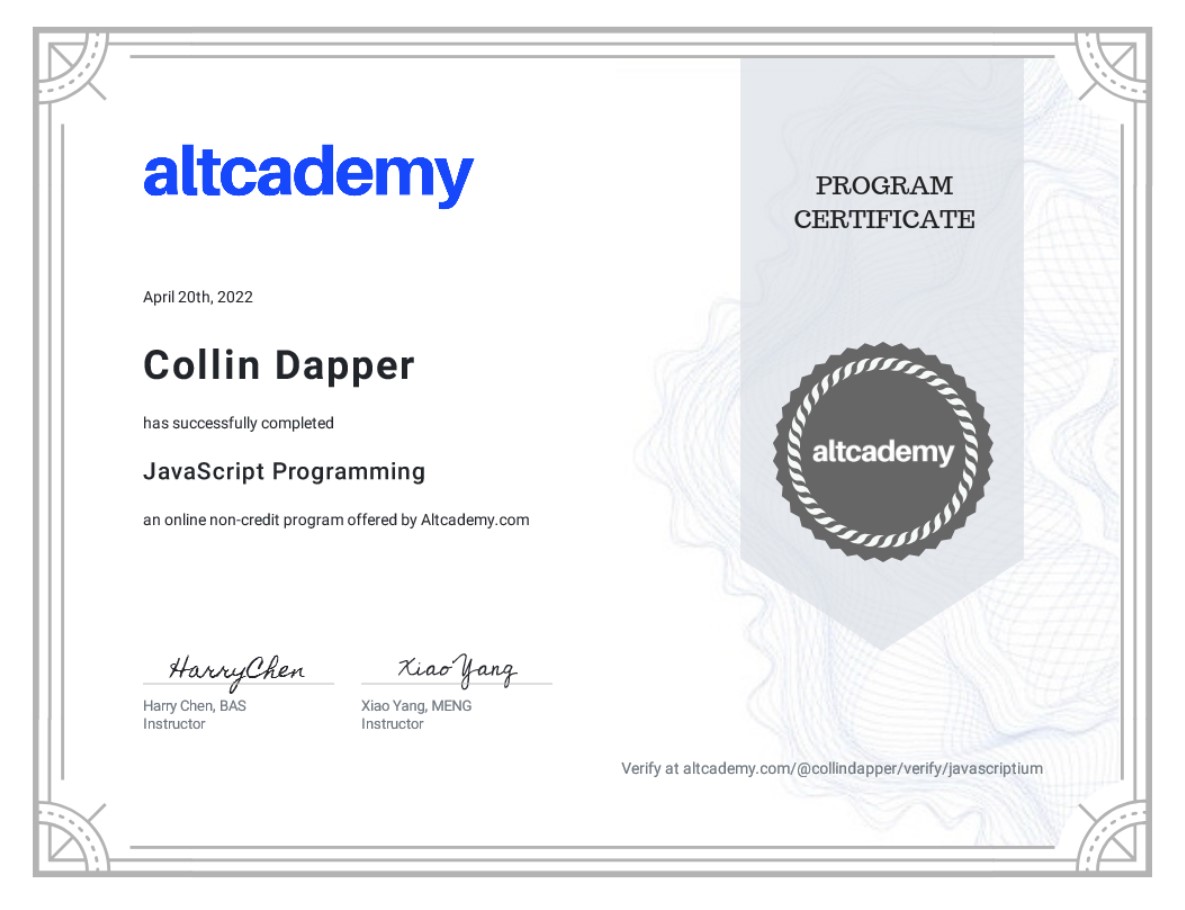 altcademy
PROGRAM
CERTIFICATE
April 20th, 2022
Collin Dapper
has successfully completed
JavaScript Programming
an online non-credit program offered by Altcademy.com
altcademy
Harry Chen
Xiao Yang
Harry Chen, BAS
Instructor
Xiao Yang, MENG
Instructor
Verify at altcademy.com/@collindapper/verify/javascriptium